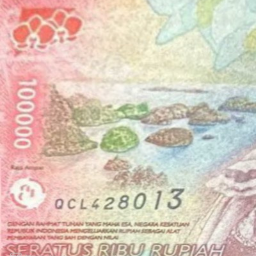 100000
Raja Ampat
QCL428013
DENGAN RAHMAT TUHAN YANG MAHA ESA, NEGARA KESATUAN
REPUBLIK INDONESIA MENGELUARKAN RUPIAH SEBAGAI ALAT
PEMBAYARAN YANG SAH DENGAN NILAI
SERATUS RIBU RUPIAH